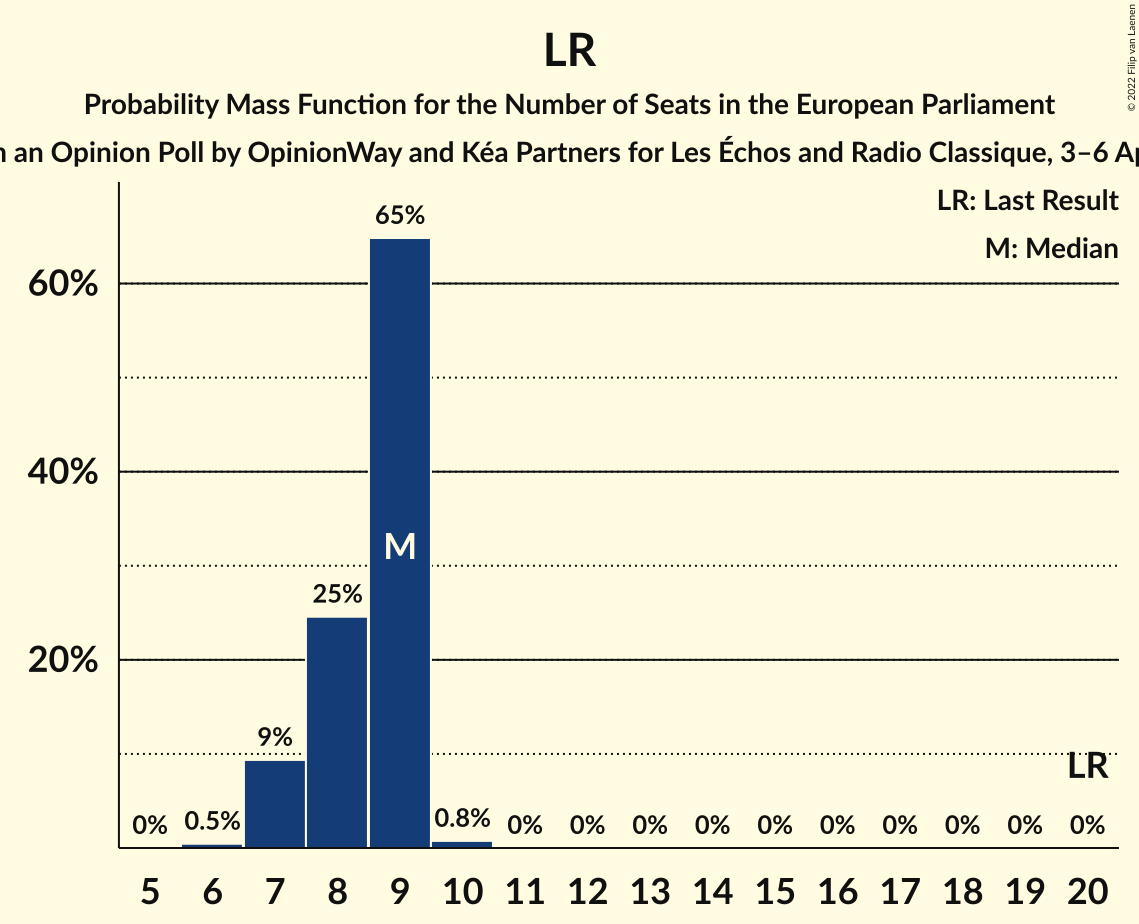 LR
Probability Mass Function for the Number of Seats in the European Parliament
an Opinion Poll by OpinionWay and Kéa Partners for Les Échos and Radio Classique, 3–6
© 2022 Filip van Laenen
LR: Last Result
M: Median
65%
60%
40%
M
25%
20%
9%
LR
0% 0.5% 0.8% 0% 0% 0% 0% 0% 0% 0% 0% 0% 0%
5 6 7 8 9 10 11 12 13 14 15 16 17 18 19 20